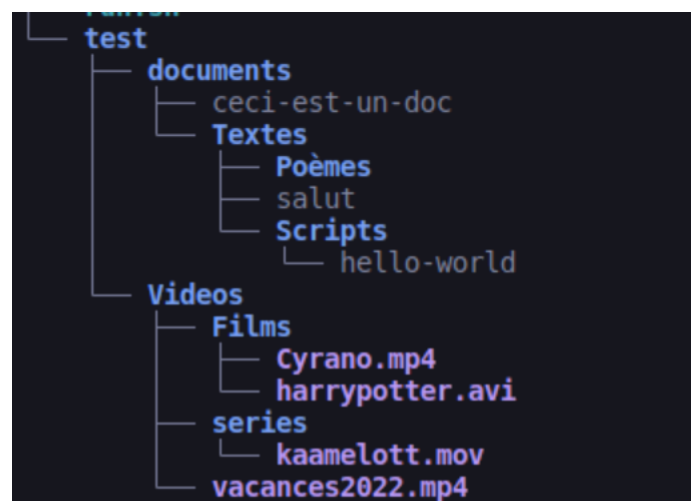 test
documents
ceci-est-un-doc
Textes
Poèmes
salut
Scripts
hello-world
Videos
Films
Cyrano.mp4
harrypotter.avi
series
kaamelott.mov
vacances2022.mp4